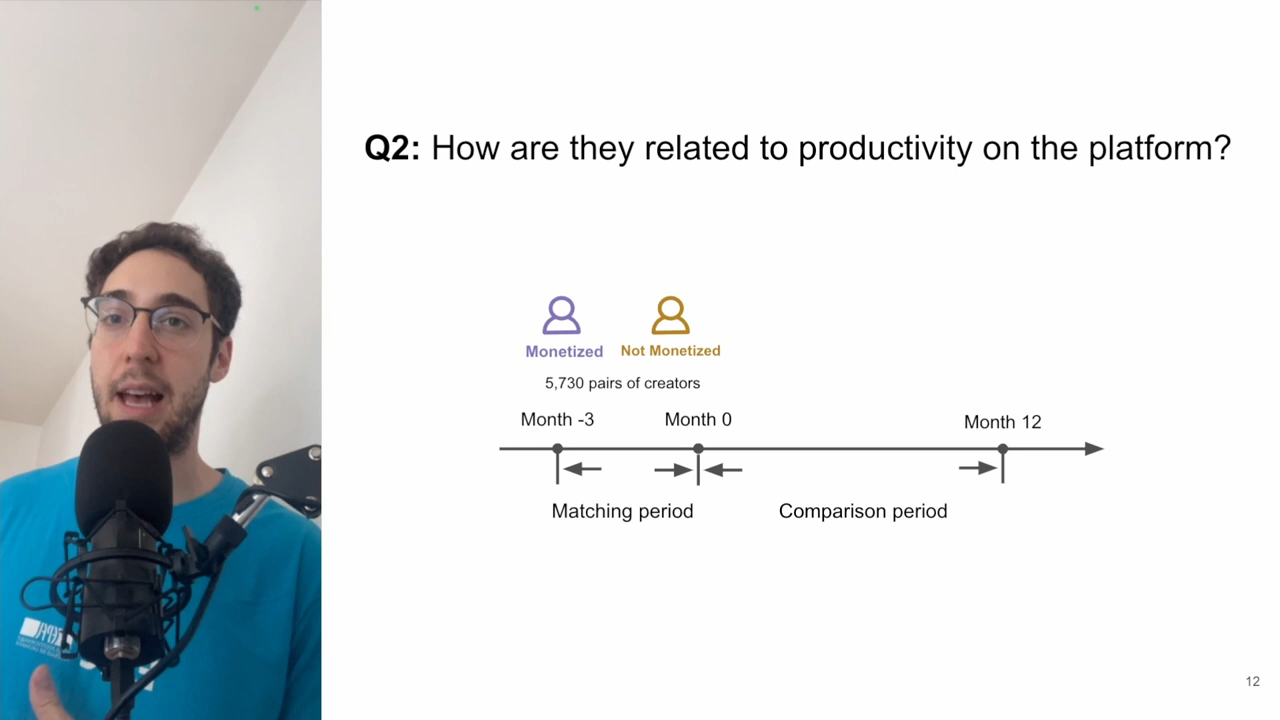 Q2: How are they related to productivity on the platform?
Monetized
Not Monetized
5,730 pairs of creators
Month -3
Month 0
Month 12
Matching period
Comparison period
12